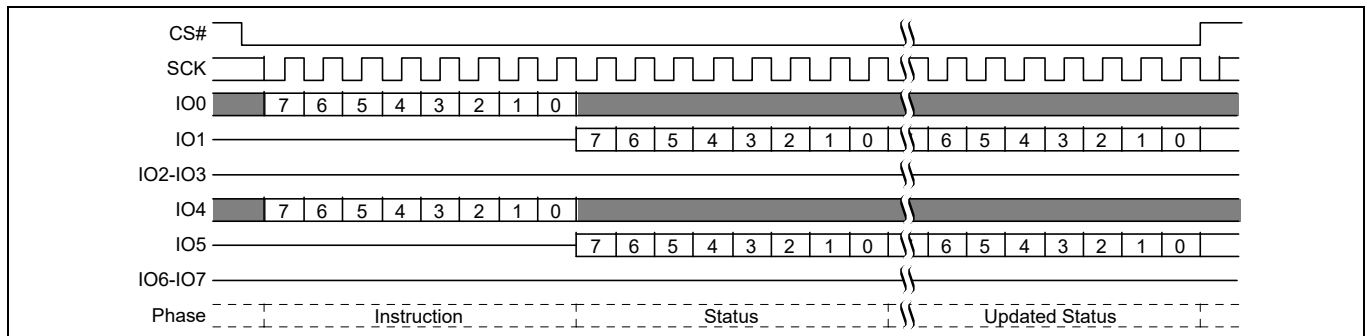 CS#
SCK
IO0 7 6 5 4 3 2 1 0
IO1 7 6 5 4 3 2 1 0 6 5 4 3 2 1 0
IO2-IO3
IO4 7 6 5 4 3 2 1 0
IO5 7 6 5 4 3 2 1 0 6 5 4 3 2 1 0
IO6-IO7
Phase Instruction Status Updated Status